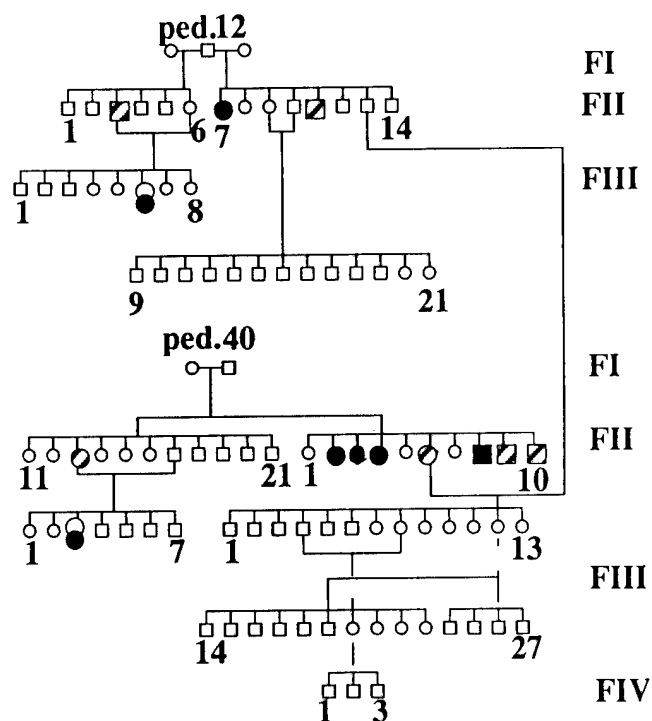 ped.12
FI
FII
1 6 7 14
FIII
1 8
9 21
ped.40
FI
FII
11 21 1 10
1 7 1 13
FIII
14 27
FIV
1 3